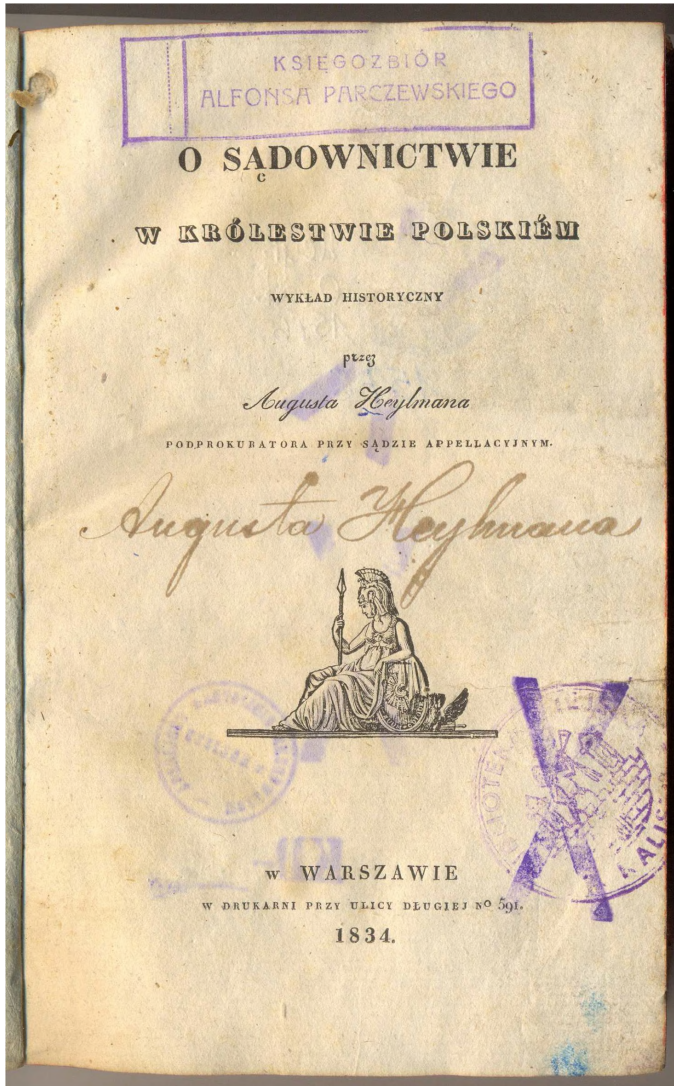 KSIĘGOZBIÓR
ALFONSA PARCZEWSKIEGO
O SĄDOWNICTWIE
W KRÓLESTWIE POLSKIÉM
WYKŁAD HISTORYCZNY
przez
Augusta Heylmana
PODPROKURATORA PRZY SĄDZIE APPELLACYJNYM.
Augusta Heylmana
W WARSZAWIE
W DRUKARNI PRZY ULICY DŁUGIEJ NO 591.
1834.